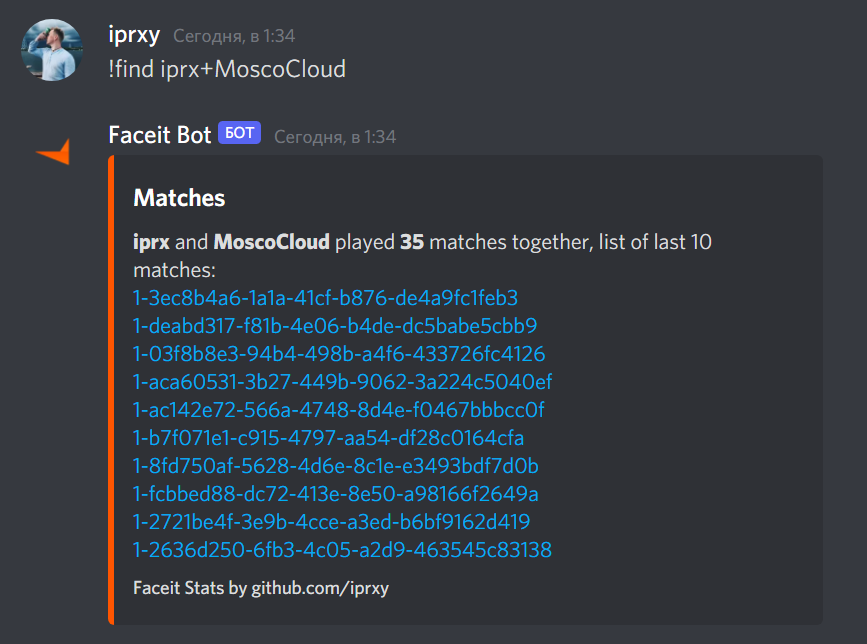 iprxy Сегодня, в 1:34
!find iprx+MoscoCloud
Faceit Bot БОТ Сегодня, в 1:34
Matches
iprx and MoscoCloud played 35 matches together, list of last 10
matches:
1-3ec8b4a6-1a1a-41cf-b876-de4a9fc1feb3
1-deabd317-f81b-4e06-b4de-dc5babe5cbb9
1-03f8b8e3-94b4-498b-a4f6-433726fc4126
1-aca60531-3b27-449b-9062-3a224c5040ef
1-ac142e72-566a-4748-8d4e-f0467bbbcc0f
1-b7f071e1-c915-4797-aa54-df28c0164cfa
1-8fd750af-5628-4d6e-8c1e-e3493bdf7d0b
1-fcbbed88-dc72-413e-8e50-a98166f2649a
1-2721be4f-3e9b-4cce-a3ed-b6bf9162d419
1-2636d250-6fb3-4c05-a2d9-463545c83138
Faceit Stats by github.com/iprxy